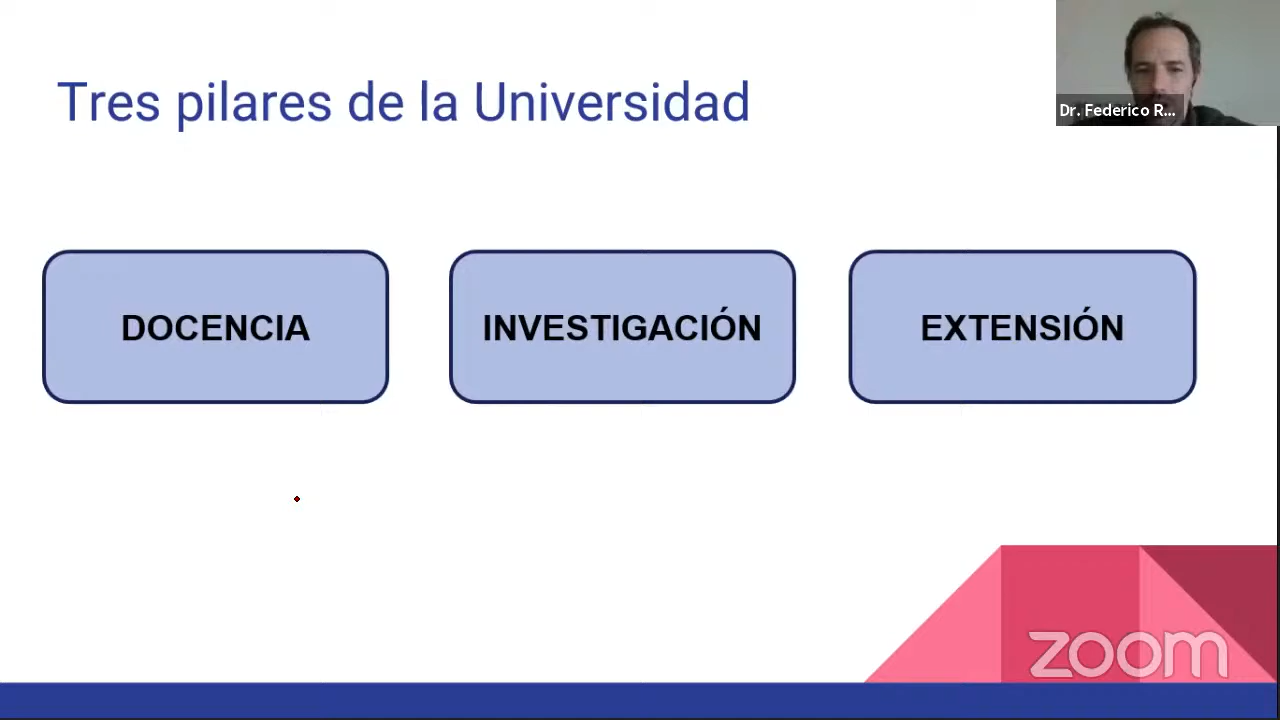 Tres pilares de la Universidad
Dr. Federico R...
DOCENCIA
INVESTIGACIÓN
EXTENSIÓN
zoom